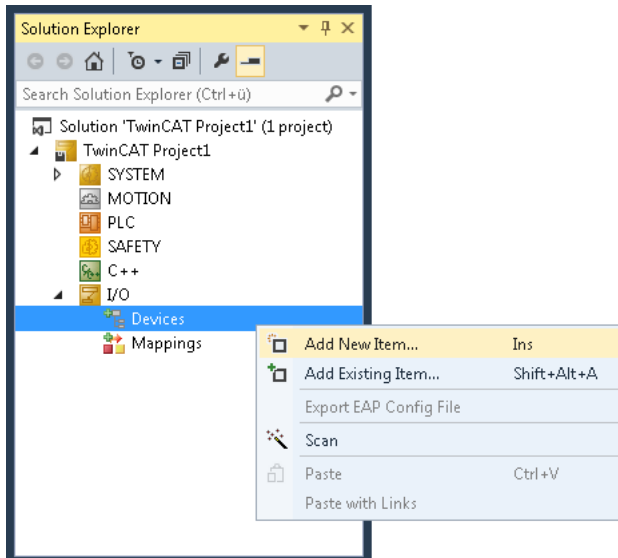 Solution Explorer
Search Solution Explorer (Ctrl+ü)
Solution 'TwinCAT Project1' (1 project)
TwinCAT Project1
SYSTEM
MOTION
PLC
SAFETY
C++
I/O
Devices
Mappings
Add New Item... Ins
Add Existing Item... Shift+Alt+A
Export EAP Config File
Scan
Paste Ctrl+V
Paste with Links